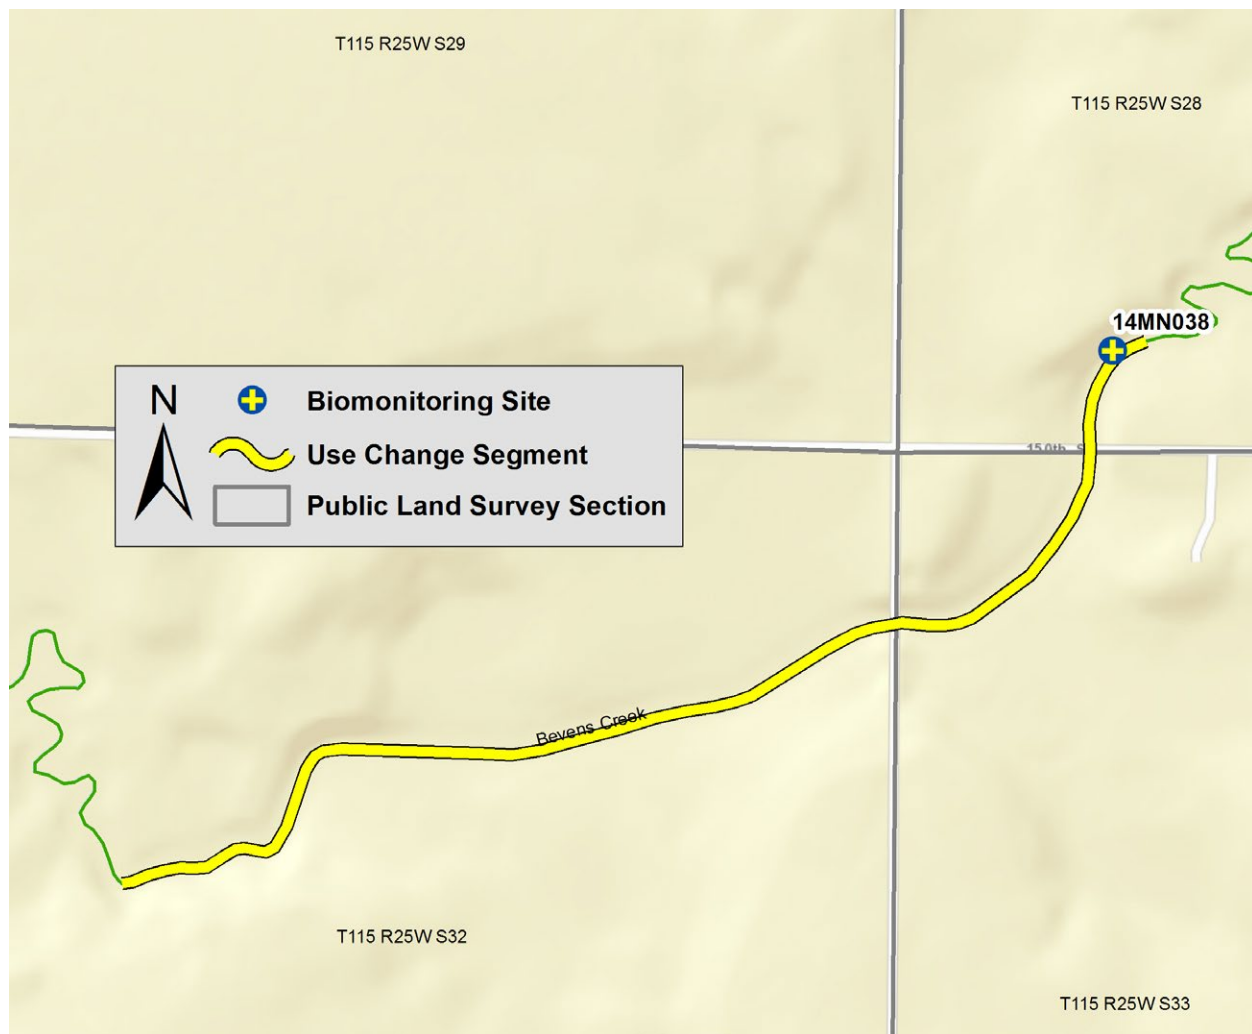 T115 R25W S29
T115 R25W S28
14MN038
N
Biomonitoring Site
Use Change Segment
Public Land Survey Section
Bevens Creek
T115 R25W S32
T115 R25W S33